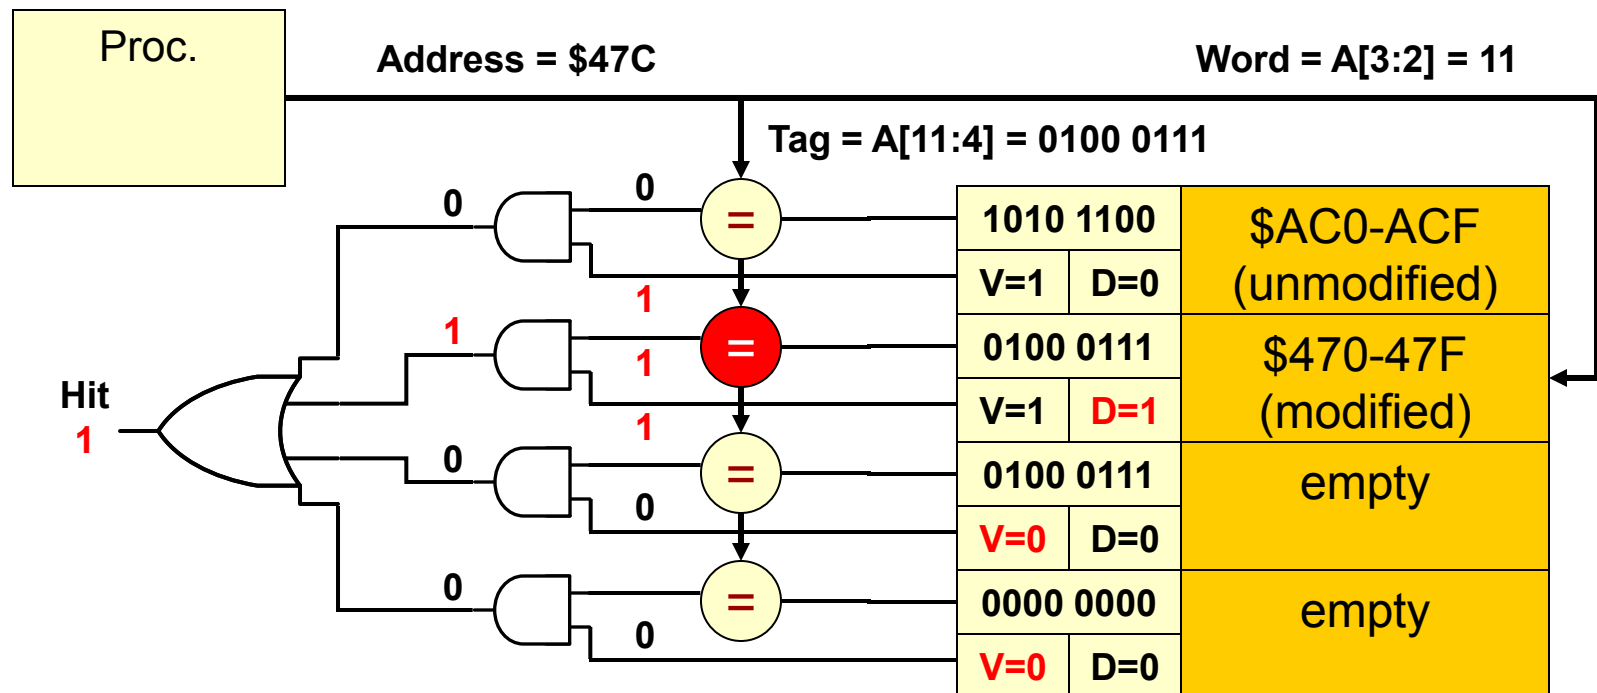 Proc.
Address = $47C
Word = A[3:2] = 11
Tag = A[11:4] = 0100 0111
0
0
=
1010 1100
$AC0-ACF
V=1
D=0
(unmodified)
1
1
=
0100 0111
$470-47F
1
V=1
D=1
(modified)
Hit
1
1
0
=
0100 0111
empty
0
V=0
D=0
0
=
0000 0000
empty
0
V=0
D=0